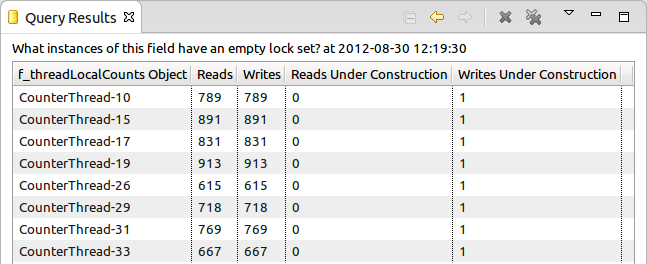 Query Results
What instances of this field have an empty lock set? at 2012-08-30 12:19:30
f_threadLocalCounts Object Reads Writes Reads Under Construction Writes Under Construction
CounterThread-10 789 789 0 1
CounterThread-15 891 891 0 1
CounterThread-17 831 831 0 1
CounterThread-19 913 913 0 1
CounterThread-26 615 615 0 1
CounterThread-29 718 718 0 1
CounterThread-31 769 769 0 1
CounterThread-33 667 667 0 1